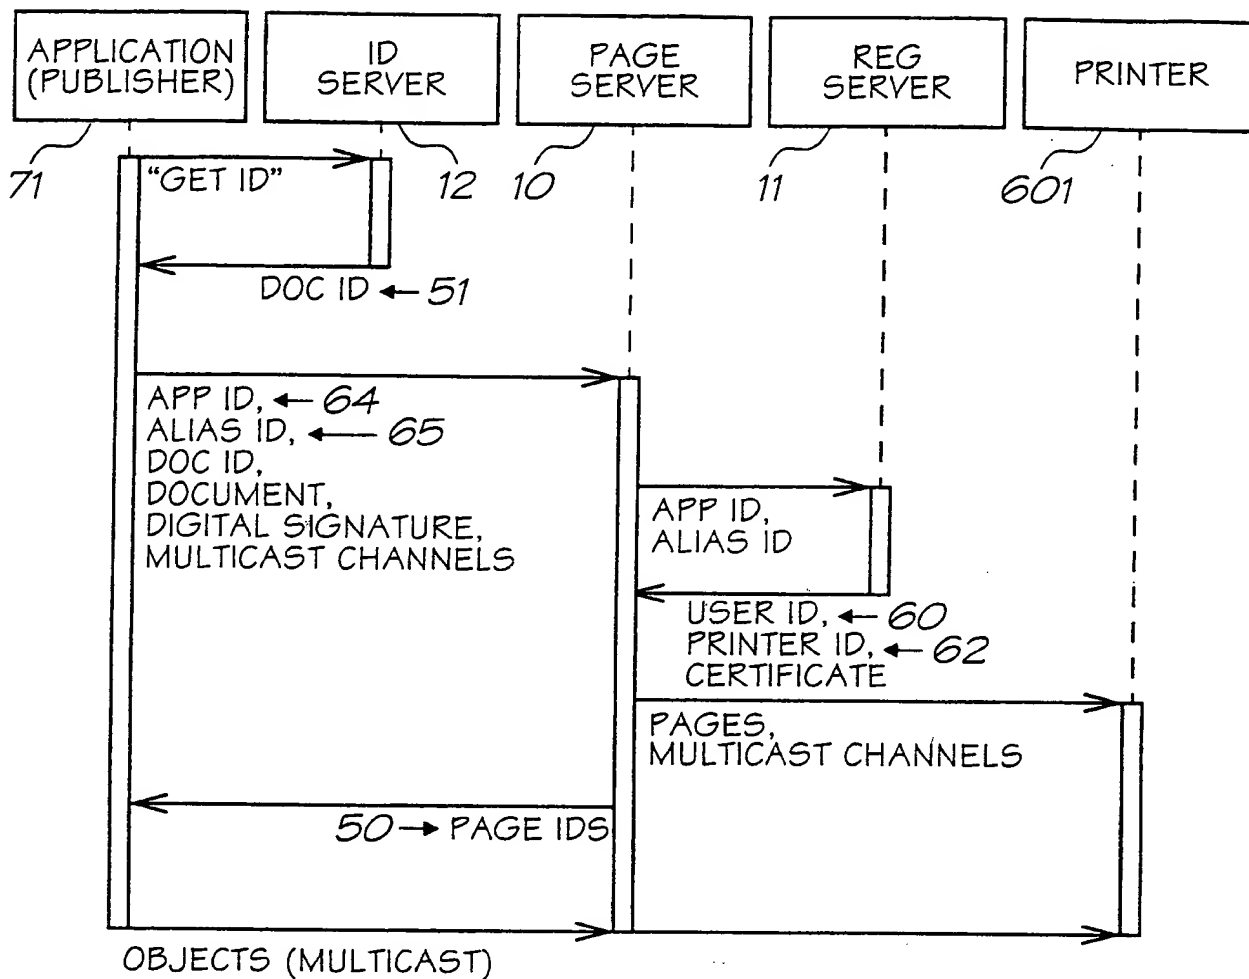 APPLICATION
(PUBLISHER)
ID
SERVER
PAGE
SERVER
REG
SERVER
PRINTER
71
12
10
11
601
"GET ID"
DOC ID ← 51
APP ID, ← 64
ALIAS ID, ← 65
DOC ID,
DOCUMENT,
DIGITAL SIGNATURE,
MULTICAST CHANNELS
APP ID,
ALIAS ID
USER ID, ← 60
PRINTER ID, ← 62
CERTIFICATE
PAGES,
MULTICAST CHANNELS
50 → PAGE IDS
OBJECTS (MULTICAST)